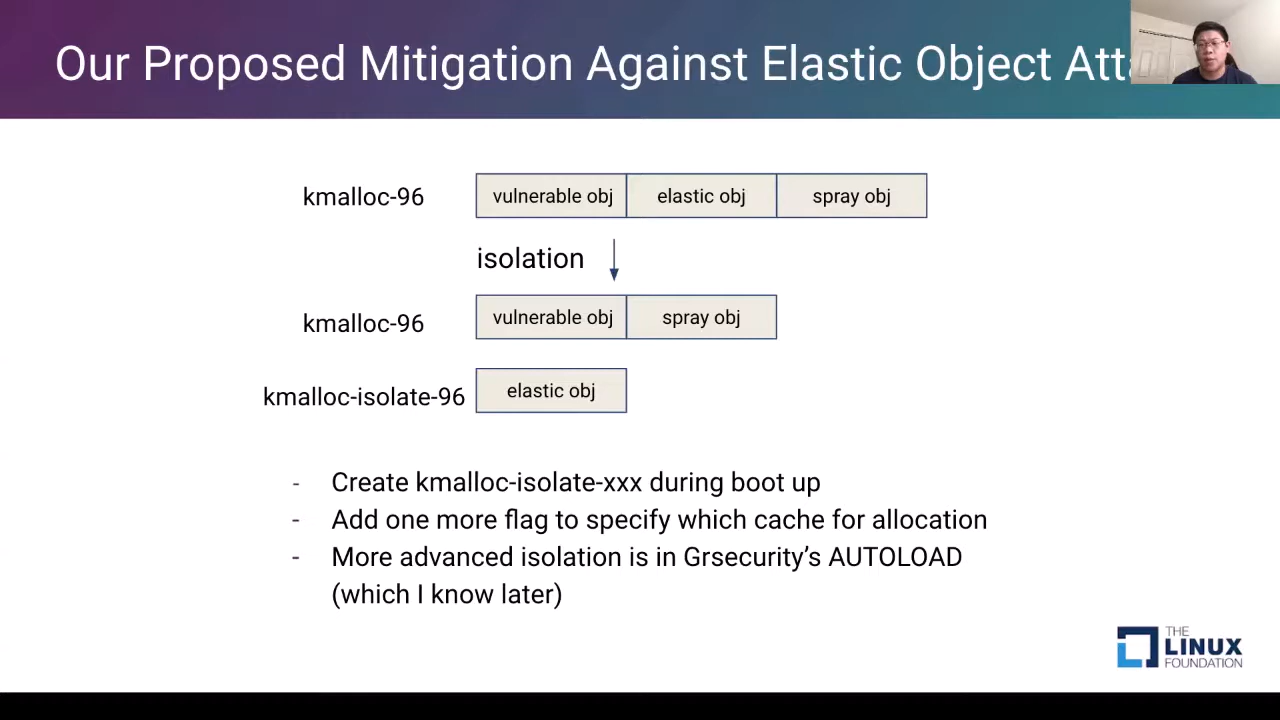 Our Proposed Mitigation Against Elastic Object Atta
kmalloc-96
vulnerable obj
elastic obj
spray obj
isolation
kmalloc-96
vulnerable obj
spray obj
kmalloc-isolate-96
elastic obj
- Create kmalloc-isolate-xxx during boot up
- Add one more flag to specify which cache for allocation
- More advanced isolation is in Grsecurity's AUTOLOAD
(which I know later)
THE
LINUX
FOUNDATION